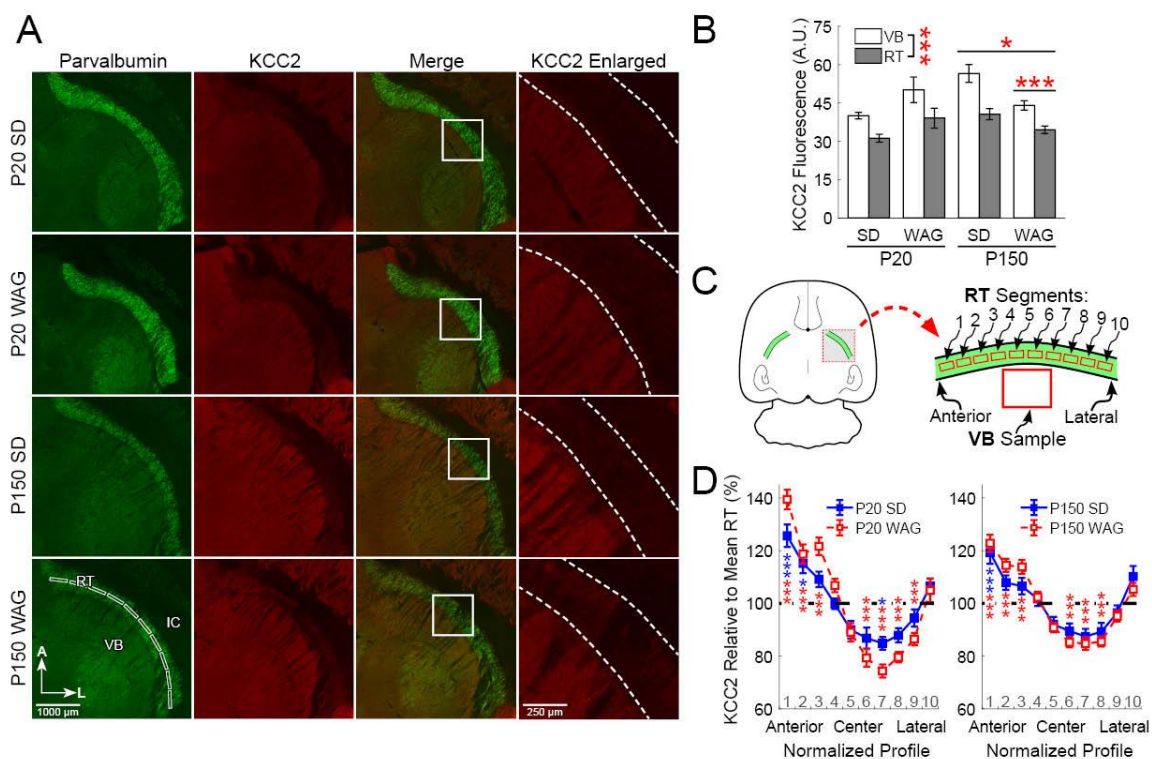 A
Parvalbumin KCC2 Merge KCC2 Enlarged
P20 SD
P20 WAG
P150 SD
P150 WAG
RT
VB
IC
A
L
1000 µm
250 µm
B
KCC2 Fluorescence (A.U.)
75
60
45
30
15
0
VB
RT
***
*
***
SD WAG SD WAG
P20 P150
C
RT Segments:
1 2 3 4 5 6 7 8 9 10
Anterior
Lateral
VB Sample
D
KCC2 Relative to Mean RT (%)
140
120
100
80
60
P20 SD
P20 WAG
1 2 3 4 5 6 7 8 9 10
Anterior Center Lateral
Normalized Profile
140
120
100
80
60
P150 SD
P150 WAG
1 2 3 4 5 6 7 8 9 10
Anterior Center Lateral
Normalized Profile